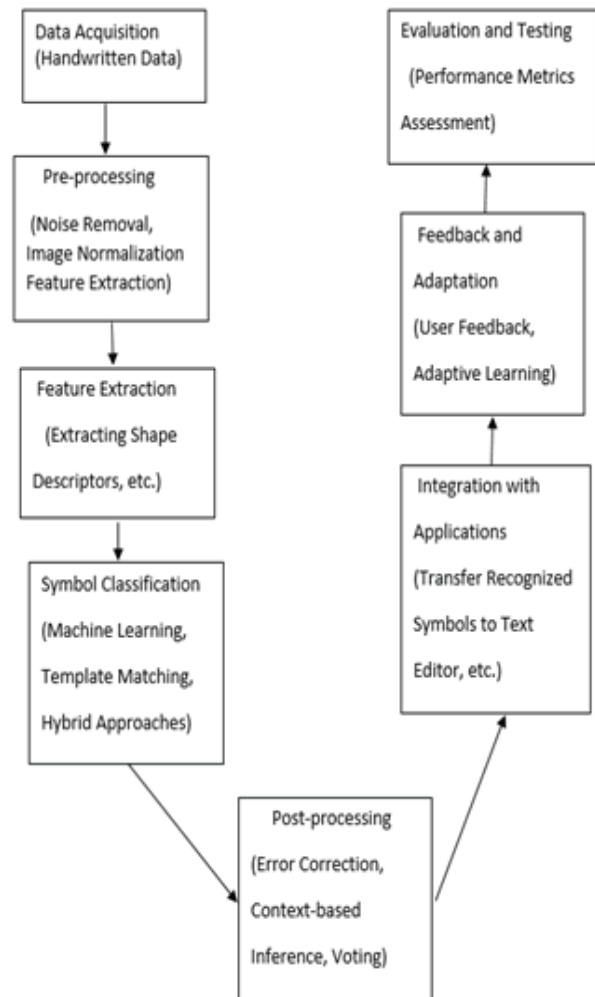 Data Acquisition
(Handwritten Data)
Pre-processing
(Noise Removal,
Image Normalization
Feature Extraction)
Feature Extraction
(Extracting Shape
Descriptors, etc.)
Symbol Classification
(Machine Learning,
Template Matching,
Hybrid Approaches)
Post-processing
(Error Correction,
Context-based
Inference, Voting)
Integration with
Applications
(Transfer Recognized
Symbols to Text
Editor, etc.)
Feedback and
Adaptation
(User Feedback,
Adaptive Learning)
Evaluation and Testing
(Performance Metrics
Assessment)